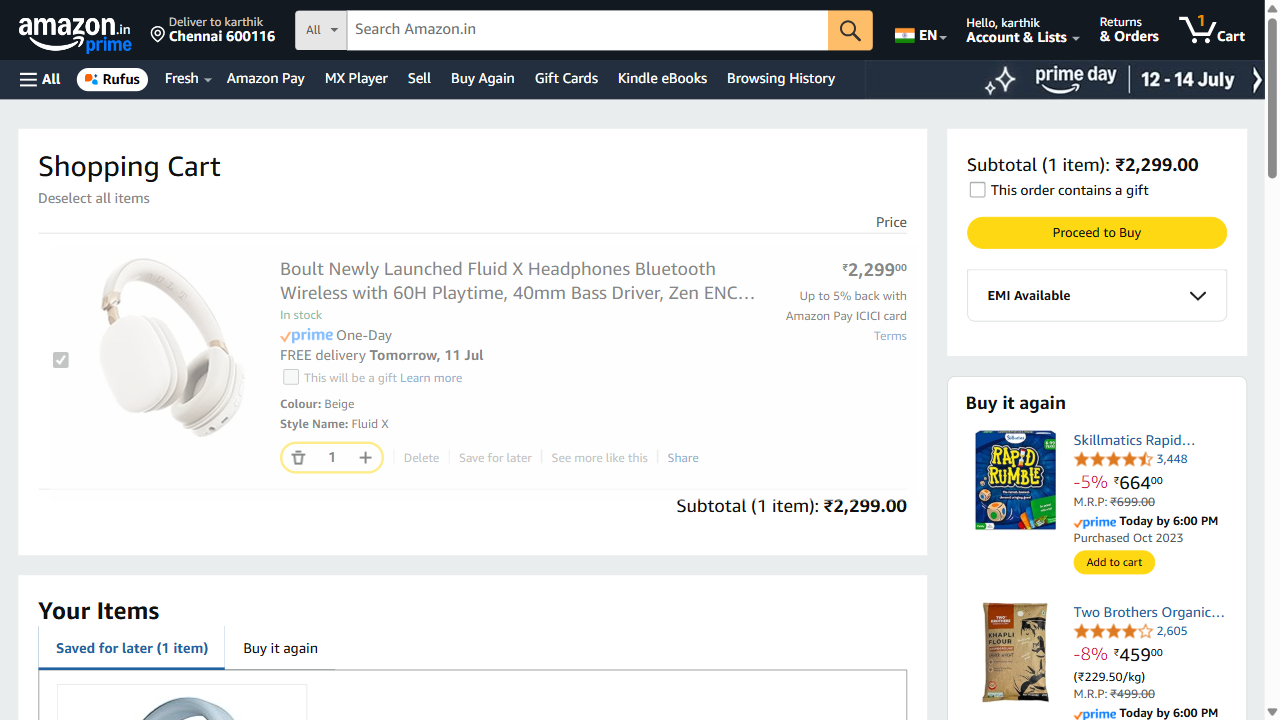 amazon.in
prime
Deliver to karthik
Chennai 600116
All
Search Amazon.in
EN
Hello, karthik
Account & Lists
Returns
& Orders
1
Cart
All
Rufus
Fresh
Amazon Pay
MX Player
Sell
Buy Again
Gift Cards
Kindle eBooks
Browsing History
prime day
12 - 14 July
Shopping Cart
Deselect all items
Price
Boult Newly Launched Fluid X Headphones Bluetooth
Wireless with 60H Playtime, 40mm Bass Driver, Zen ENC…
₹2,29900
In stock
Up to 5% back with
Amazon Pay ICICI card
Terms
prime One-Day
FREE delivery Tomorrow, 11 Jul
This will be a gift Learn more
Colour: Beige
Style Name: Fluid X
1
Delete
Save for later
See more like this
Share
Subtotal (1 item): ₹2,299.00
Your Items
Saved for later (1 item)
Buy it again
Subtotal (1 item): ₹2,299.00
This order contains a gift
Proceed to Buy
EMI Available
Buy it again
RAPID
RUMBLE
Skillmatics Rapid…
3,448
-5% ₹66400
M.R.P: ₹699.00
prime Today by 6:00 PM
Purchased Oct 2023
Add to cart
TWO
BROTHERS
KHAPLI
FLOUR
Two Brothers Organic…
2,605
-8% ₹45900
(₹229.50/kg)
M.R.P: ₹499.00
prime Today by 6:00 PM